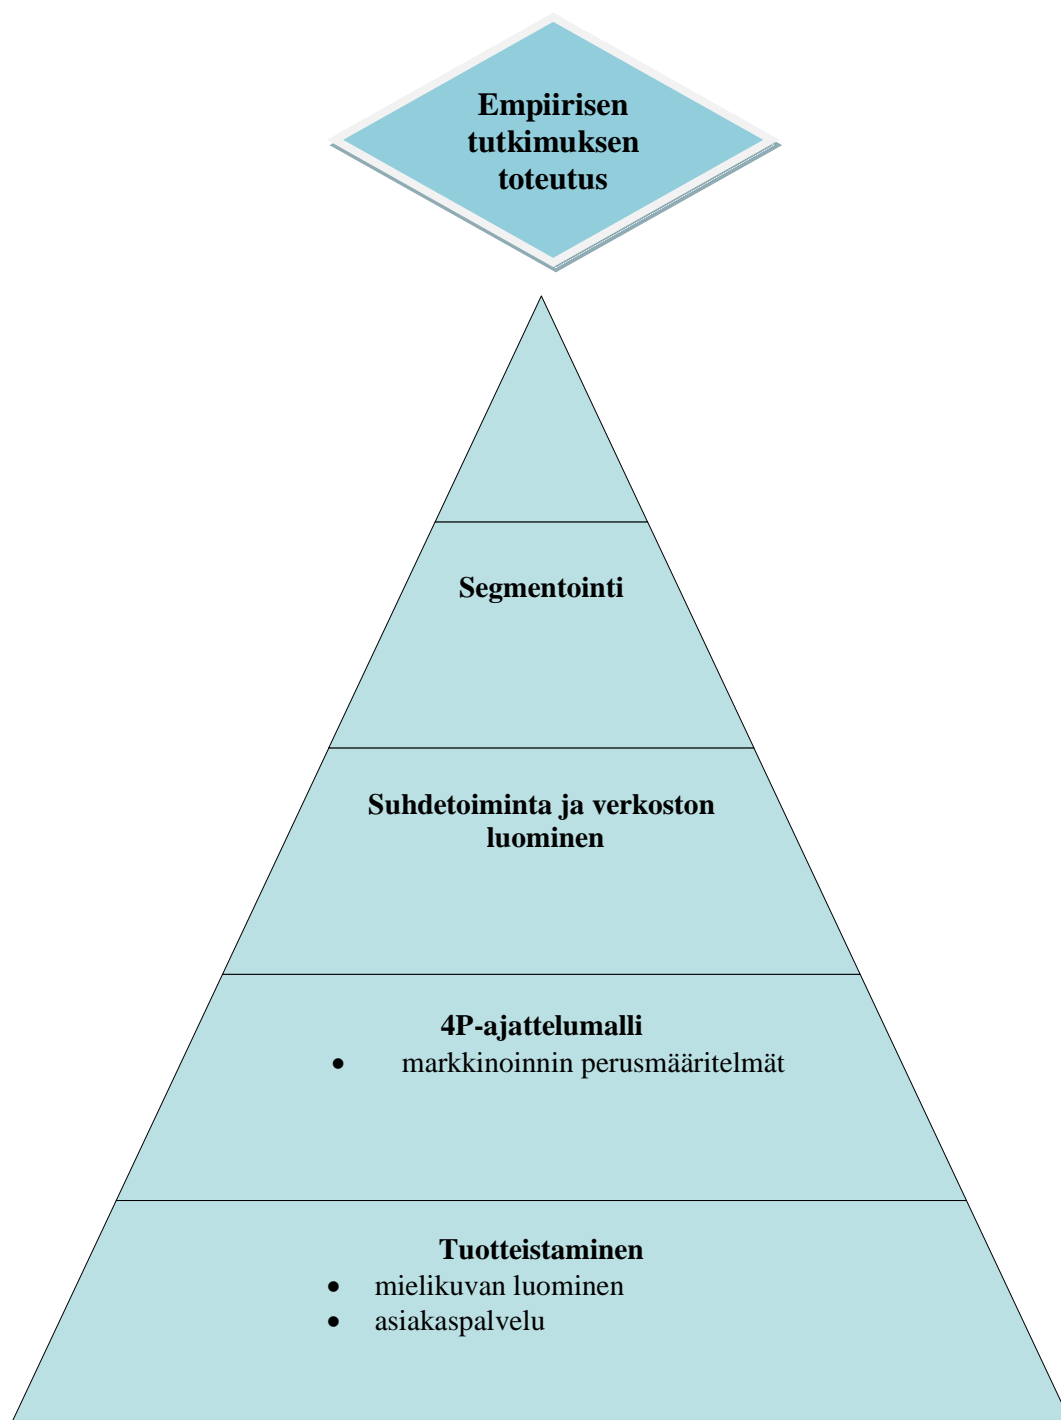 Empiirisen
tutkimuksen
toteutus
Segmentointi
Suhdetoiminta ja verkoston
luominen
4P-ajattelumalli
• markkinoinnin perusmääritelmät
Tuotteistaminen
• mielikuvan luominen
• asiakaspalvelu